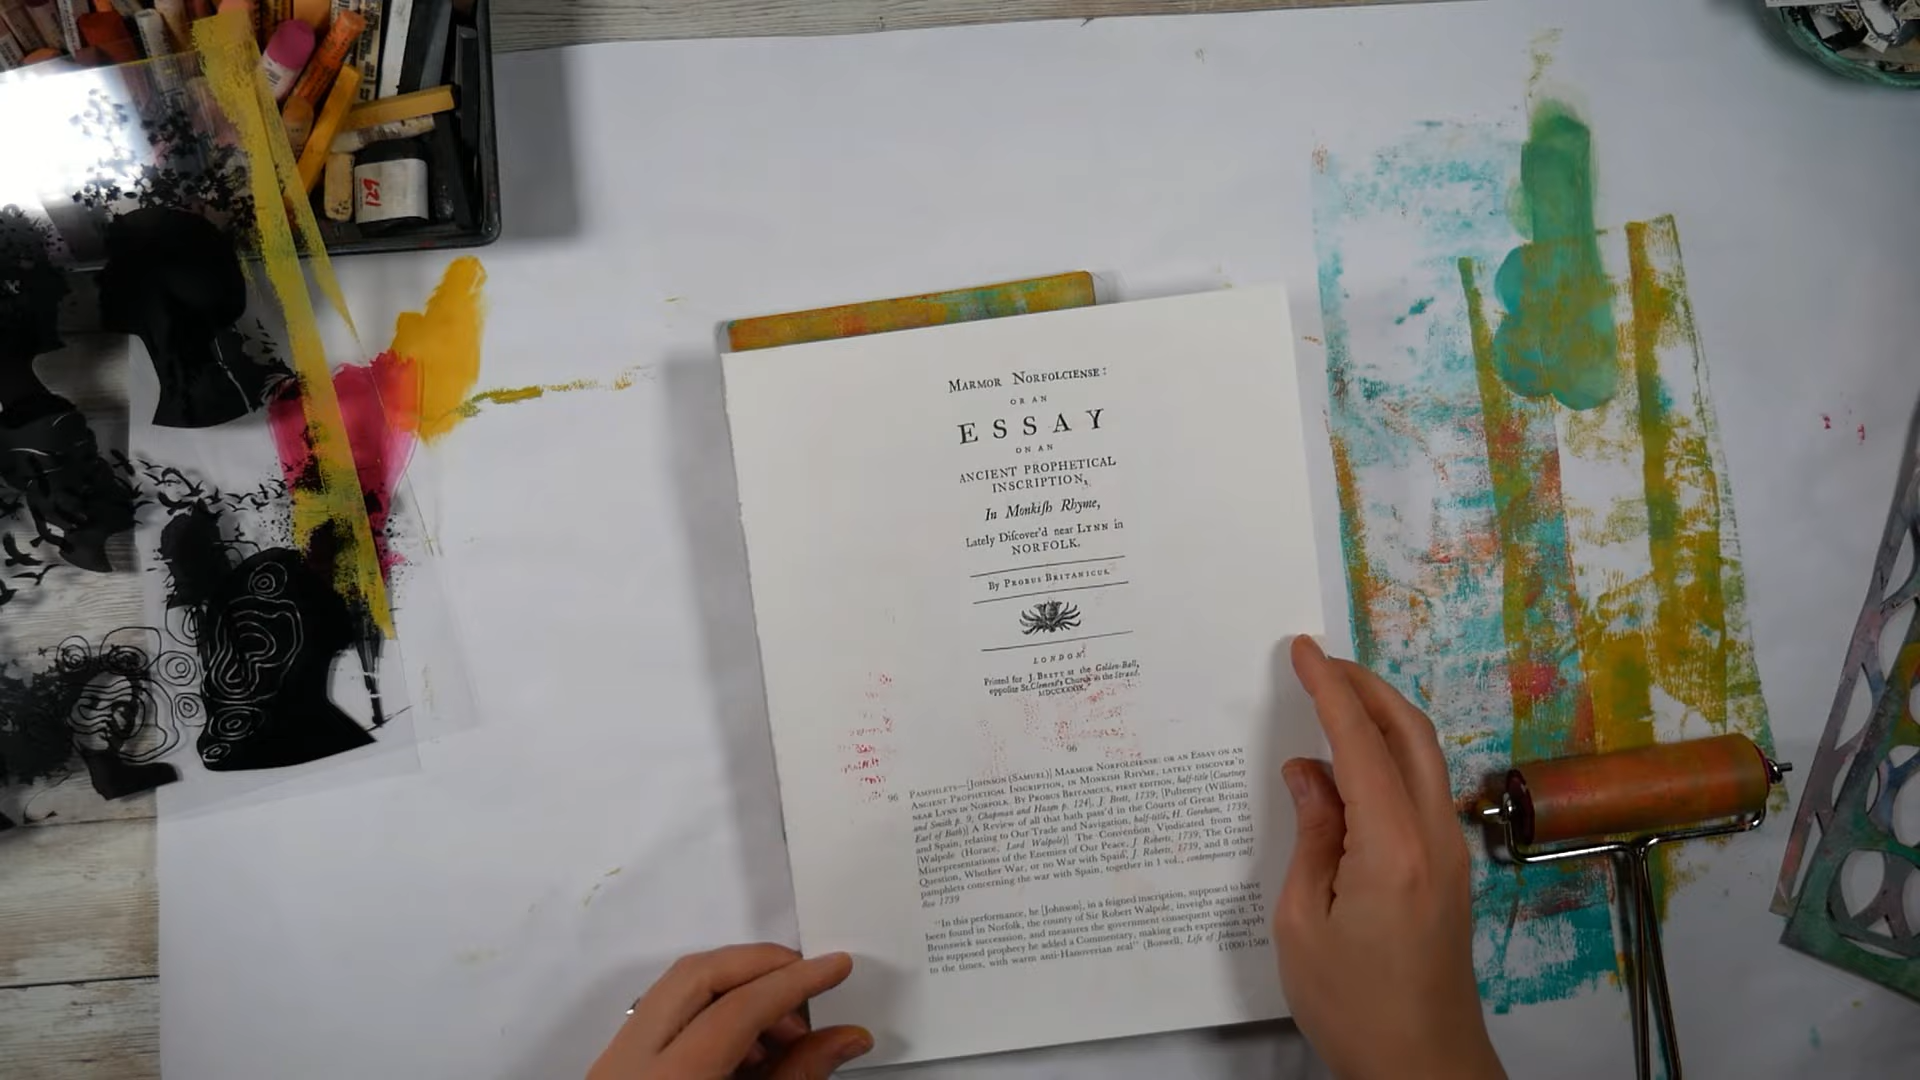 MARMOR NORFOLCIENSE:
OR AN
ESSAY
ON AN
ANCIENT PROPHETICAL
INSCRIPTION,
In Monkiſh Rhyme,
Lately Diſcover'd near LYNN in
NORFOLK.
By PROBUS BRITANICUS.
LONDON:
Printed for J. BRETT at the Golden-Ball,
oppoſite St. Clement's Church in the Strand.
MDCCXXXIX.
96
96 PAMPHLETS—[JOHNSON (SAMUEL)] MARMOR NORFOLCIENSE: OR AN ESSAY ON AN
ANCIENT PROPHETICAL INSCRIPTION, IN MONKISH RHYME, LATELY DISCOVER'D
NEAR LYNN IN NORFOLK. BY PROBUS BRITANICUS, FIRST EDITION, half-title [Courtney
and Smith p. 9, Chapman and Hazen p. 124], J. Brett, 1739; [Pulteney (William,
Earl of Bath)] A Review of all that hath pass'd in the Courts of Great Britain
and Spain, relating to Our Trade and Navigation, half-title, H. Goreham, 1739;
[Walpole (Horace, Lord Walpole)] The Convention Vindicated from the
Misrepresentations of the Enemies of Our Peace, J. Roberts, 1739; The Grand
Question, Whether War, or no War with Spain, J. Roberts, 1739, and 8 other
pamphlets concerning the war with Spain, together in 1 vol., contemporary calf,
8vo 1739
"In this performance, he [Johnson], in a feigned inscription, supposed to have
been found in Norfolk, the county of Sir Robert Walpole, inveighs against the
Brunswick succession, and measures the government consequent upon it. To
this supposed prophecy he added a Commentary, making each expression apply
to the times, with warm anti-Hanoverian zeal" (Boswell, Life of Johnson).
£1000-1500
129